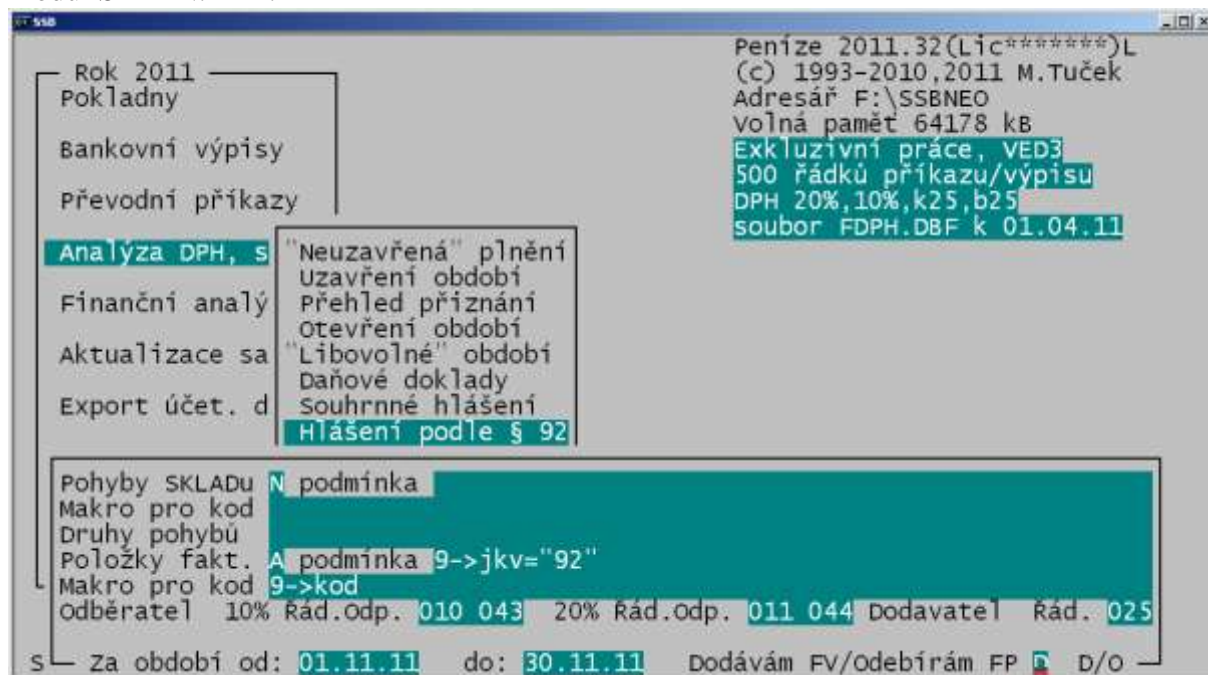 SSB
Peníze 2011.32(Lic*******)L
(c) 1993-2010,2011 M.Tuček
Adresář F:\SSBNEO
Volná paměť 64178 kB
Exkluzivní práce, VED3
500 řádků příkazu/výpisu
DPH 20%,10%,k25,b25
soubor FDPH.DBF k 01.04.11
Rok 2011
Pokladny
Bankovní výpisy
Převodní příkazy
Analýza DPH, s
Finanční analý
Aktualizace sa
Export účet. d
"Neuzavřená" plnění
Uzavření období
Přehled přiznání
Otevření období
"Libovolné" období
Daňové doklady
Souhrnné hlášení
Hlášení podle § 92
Pohyby SKLADu N podmínka
Makro pro kod
Druhy pohybů
Položky fakt. A podmínka 9->jkv="92"
Makro pro kod 9->kod
Odběratel 10% Řád.Odp. 010 043 20% Řád.Odp. 011 044 Dodavatel Řád. 025
S Za období od: 01.11.11 do: 30.11.11 Dodávám FV/Odebírám FP D D/O